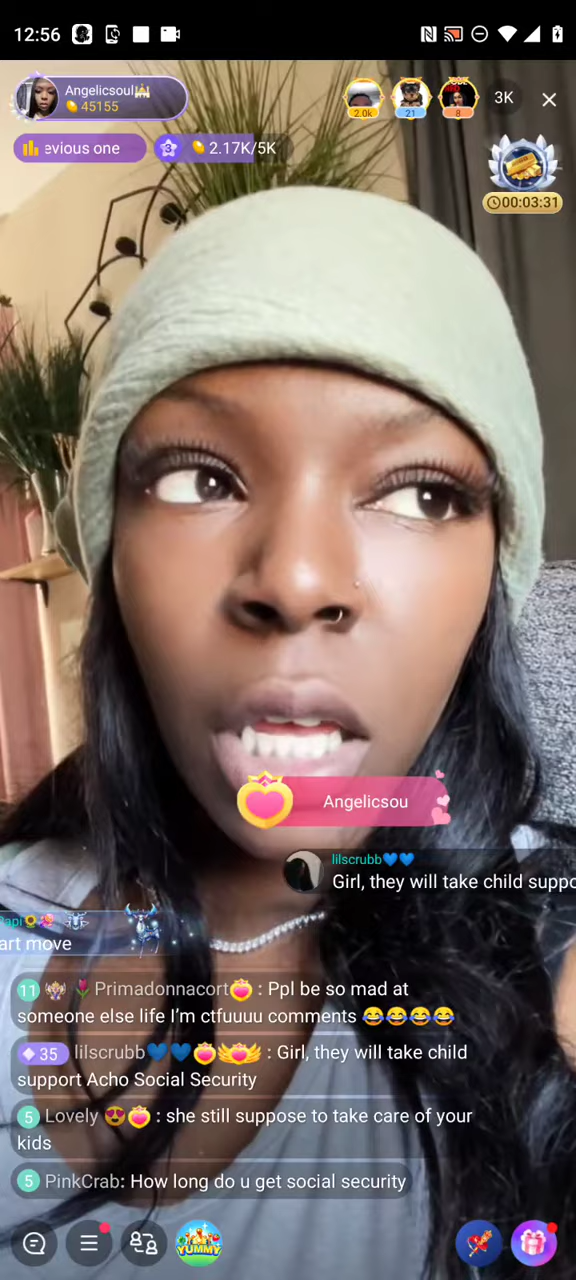 12:56
Angelicsoul
45155
2.0k
21
8
3K
evious one
3
2.17K/5K
00:03:31
Angelicsou
lilscrubb💙💙
Girl, they will take child suppo
Papi🌻
art move
11 Primadonnacort : Ppl be so mad at
someone else life I'm ctfuuuu comments 😂😂😂😂
35 lilscrubb💙💙 : Girl, they will take child
support Acho Social Security
5 Lovely 😍 : she still suppose to take care of your
kids
5 PinkCrab: How long do u get social security
YUMMY